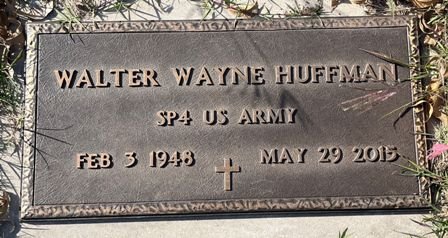 WALTER WAYNE HUFFMAN
SP4 US ARMY
FEB 3 1948 MAY 29 2015